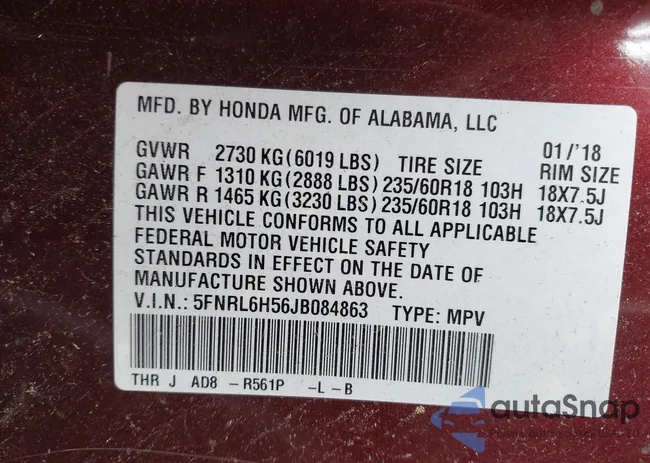 MFD. BY HONDA MFG. OF ALABAMA, LLC
01/'18
GVWR 2730 KG(6019 LBS) TIRE SIZE RIM SIZE
GAWR F 1310 KG(2888 LBS) 235/60R18 103H 18X7.5J
GAWR R 1465 KG(3230 LBS) 235/60R18 103H 18X7.5J
THIS VEHICLE CONFORMS TO ALL APPLICABLE
FEDERAL MOTOR VEHICLE SAFETY
STANDARDS IN EFFECT ON THE DATE OF
MANUFACTURE SHOWN ABOVE.
V.I.N.: 5FNRL6H56JB084863 TYPE: MPV
THR J AD8 -R561P -L-B
autoSnap